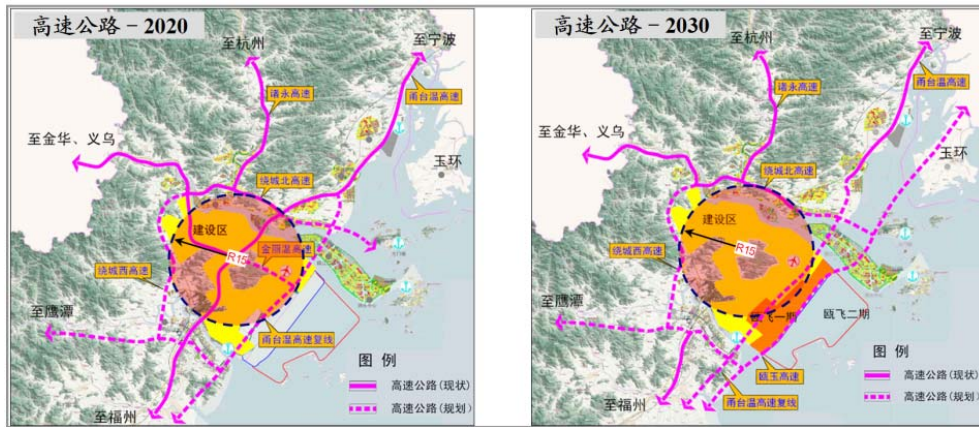 高速公路－2020
至杭州
至宁波
诸永高速
甬台温高速
至金华、义乌
玉环
绕城北高速
建设区
R15
金丽温高速
绕城西高速
至鹰潭
甬台温高速复线
图 例
高速公路(现状)
高速公路(规划)
至福州
高速公路－2030
至杭州
至宁波
诸永高速
甬台温高速
至金华、义乌
玉环
绕城北高速
建设区
R15
绕城西高速
至鹰潭
瓯飞一期
瓯飞二期
图 例
瓯玉高速
高速公路(现状)
甬台温高速复线
高速公路(规划)
至福州